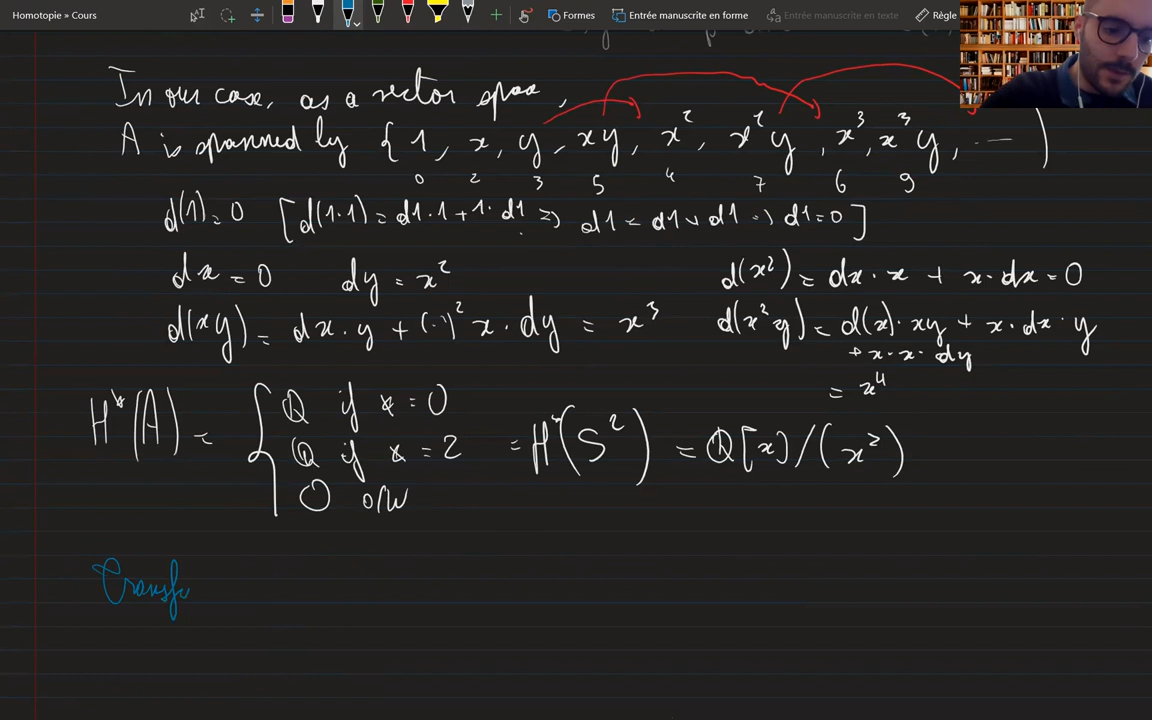 Homotopie » Cours
Formes
Entrée manuscrite en forme
Entrée manuscrite en texte
Règle
In our case, as a vector space,
A is spanned by {1, x, y, xy, x², x²y, x³, x³y, ... )
0 2 3 5 4 7 6 9
d(1) = 0 [d(1·1) = d1·1 + 1·d1 => d1 = d1 + d1 => d1 = 0]
dx = 0 dy = x² d(x²) = dx·x + x·dx = 0
d(xy) = dx·y + (-1)² x·dy = x³ d(x²y) = d(x)·xy + x·dx·y
+ x·x·dy
= x⁴
H*(A) = { Q if * = 0
Q if * = 2 = H*(S²) = Q[x]/(x²)
0 o/w
Transfe